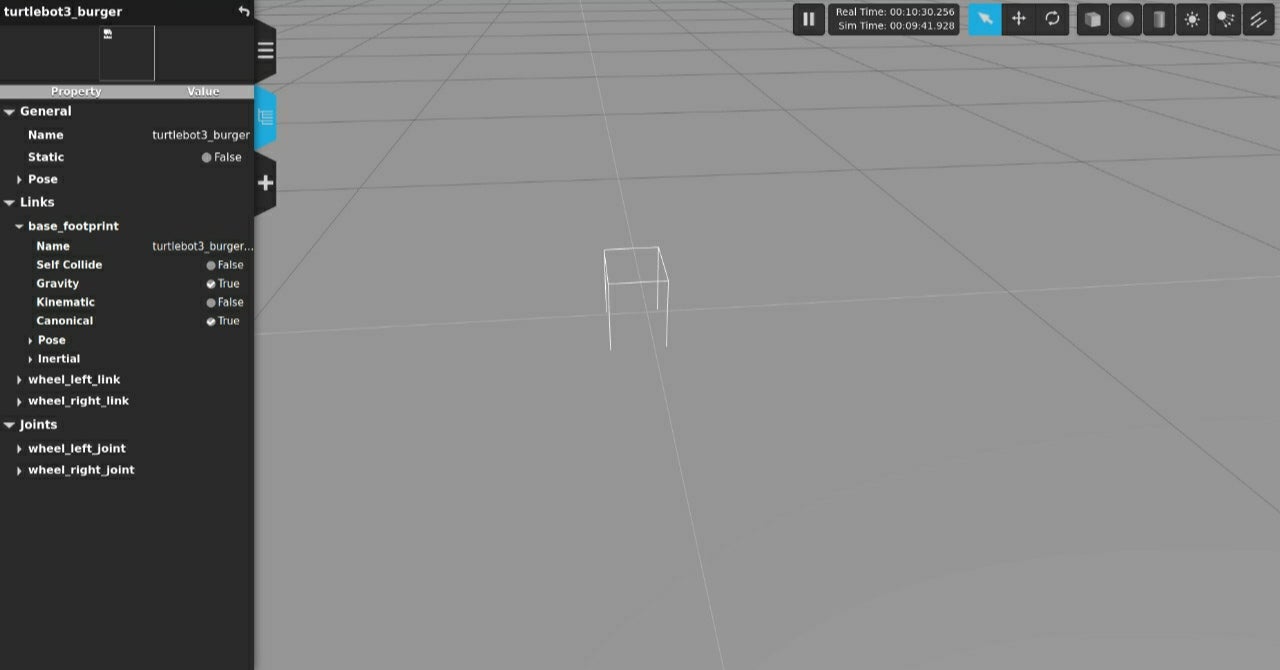 turtlebot3_burger
Property Value
General
Name turtlebot3_burger
Static False
Pose
Links
base_footprint
Name turtlebot3_burger...
Self Collide False
Gravity True
Kinematic False
Canonical True
Pose
Inertial
wheel_left_link
wheel_right_link
Joints
wheel_left_joint
wheel_right_joint
Real Time: 00:10:30.256
Sim Time: 00:09:41.928